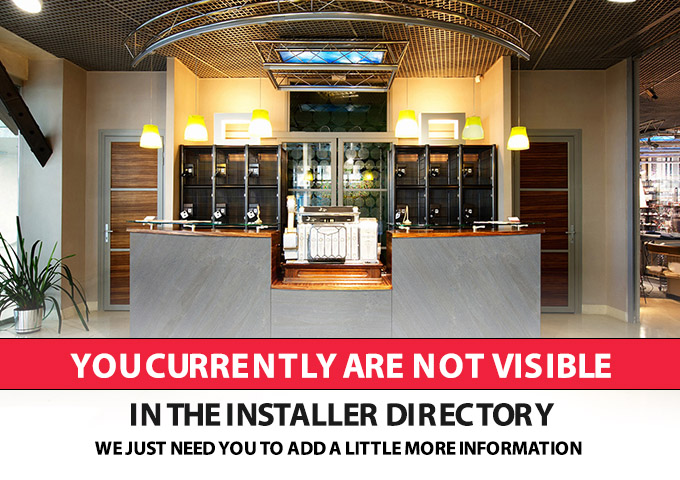 YOU CURRENTLY ARE NOT VISIBLE
IN THE INSTALLER DIRECTORY
WE JUST NEED YOU TO ADD A LITTLE MORE INFORMATION